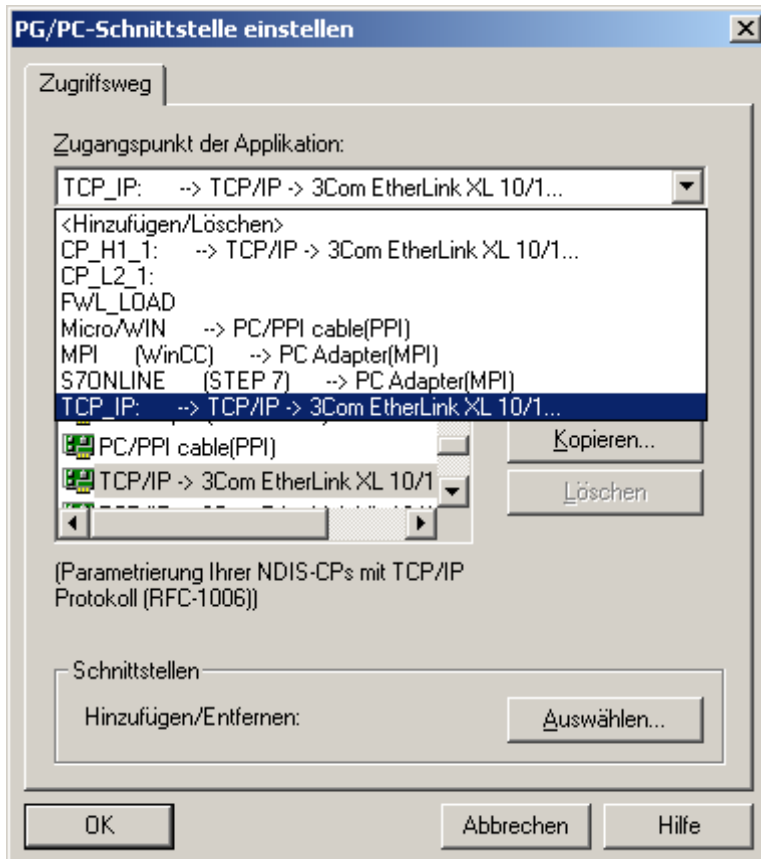 PG/PC-Schnittstelle einstellen
Zugriffsweg
Zugangspunkt der Applikation:
TCP_IP: --> TCP/IP -> 3Com EtherLink XL 10/1...
<Hinzufügen/Löschen>
CP_H1_1: --> TCP/IP -> 3Com EtherLink XL 10/1...
CP_L2_1:
FWL_LOAD
Micro/WIN --> PC/PPI cable(PPI)
MPI (WinCC) --> PC Adapter(MPI)
S7ONLINE (STEP 7) --> PC Adapter(MPI)
TCP_IP: --> TCP/IP -> 3Com EtherLink XL 10/1...
PC/PPI cable(PPI)
Kopieren...
TCP/IP -> 3Com EtherLink XL 10/1
Löschen
(Parametrierung Ihrer NDIS-CPs mit TCP/IP
Protokoll (RFC-1006))
Schnittstellen
Hinzufügen/Entfernen:
Auswählen...
OK
Abbrechen
Hilfe